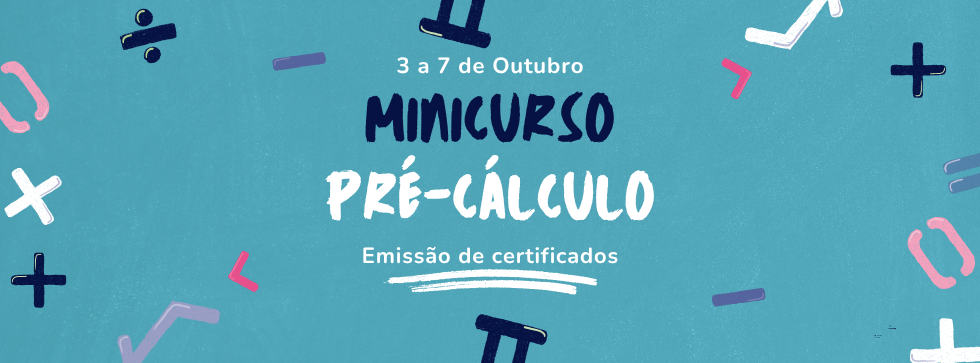 3 a 7 de Outubro
MINICURSO
PRÉ-CÁLCULO
Emissão de certificados